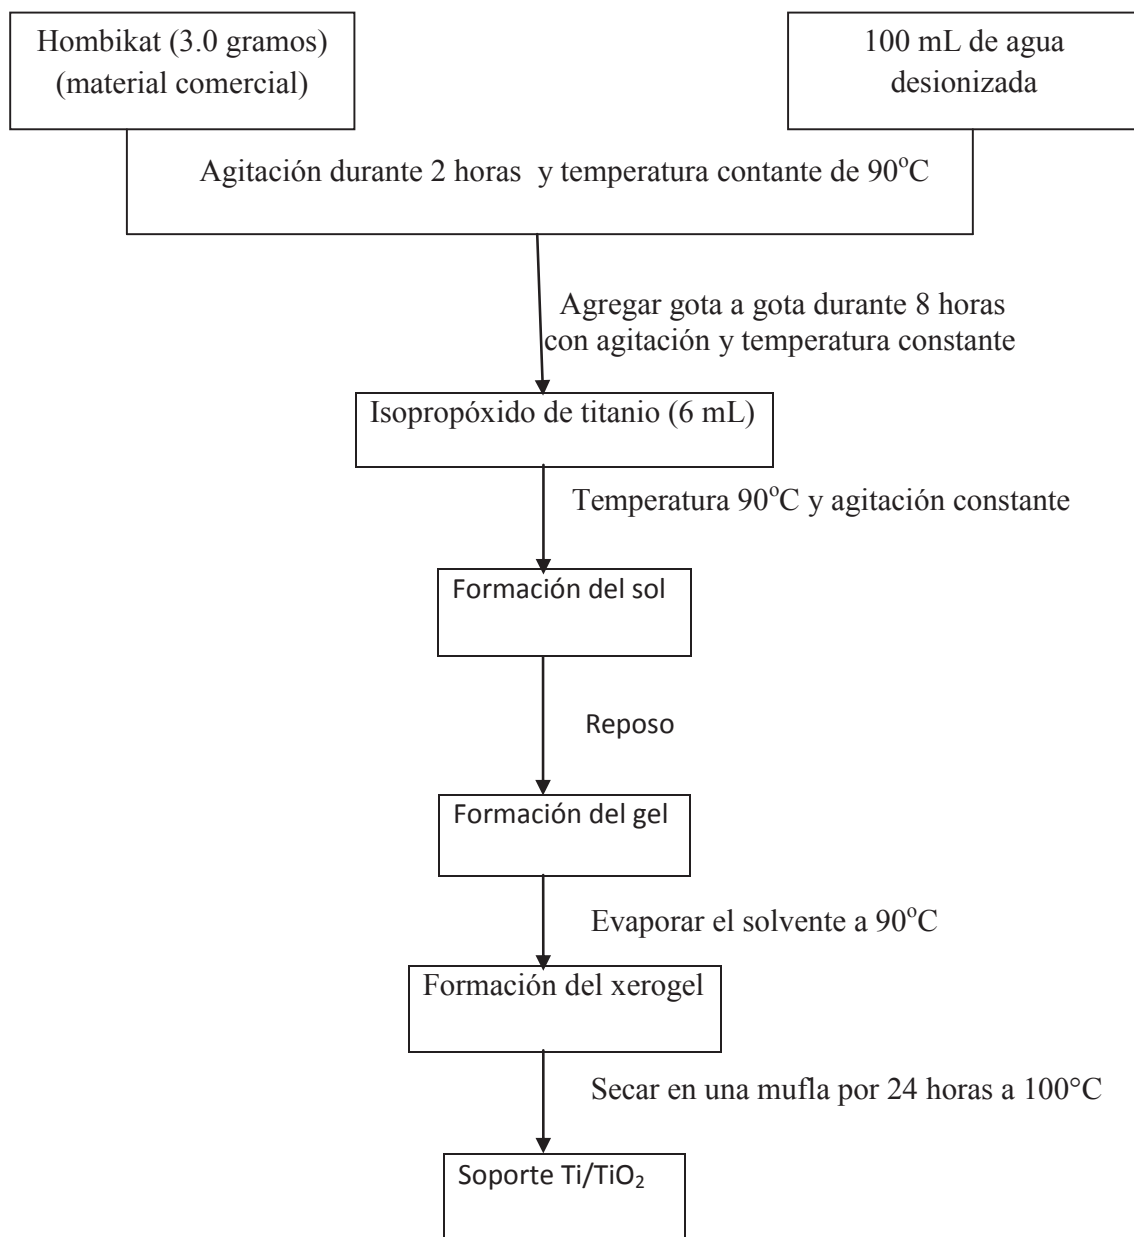 Hombikat (3.0 gramos)
(material comercial)
100 mL de agua
desionizada
Agitación durante 2 horas y temperatura contante de 90°C
Agregar gota a gota durante 8 horas
con agitación y temperatura constante
Isopropóxido de titanio (6 mL)
Temperatura 90°C y agitación constante
Formación del sol
Reposo
Formación del gel
Evaporar el solvente a 90°C
Formación del xerogel
Secar en una mufla por 24 horas a 100°C
Soporte Ti/TiO₂